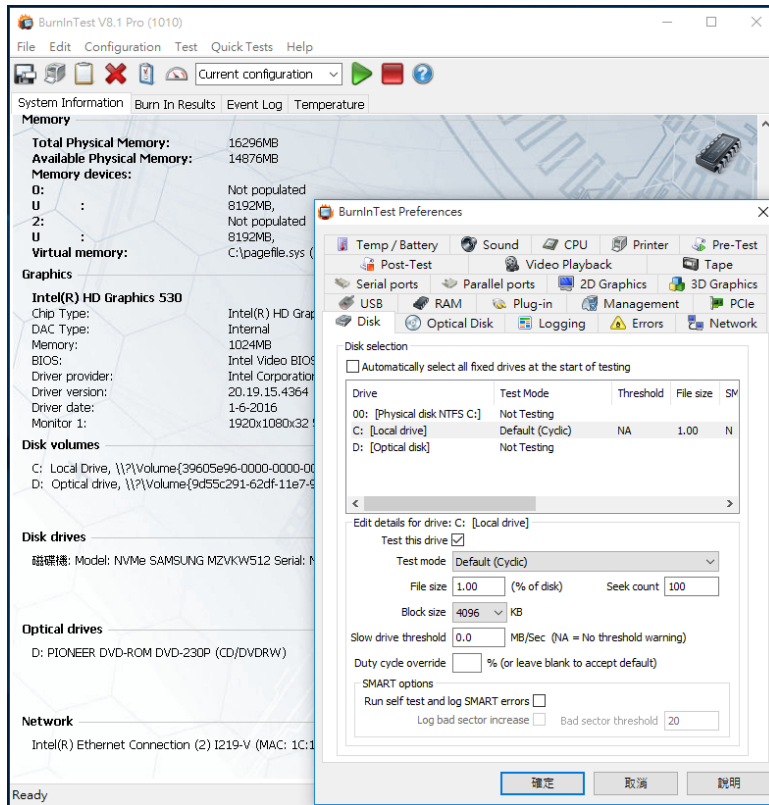 BurnInTest V8.1 Pro (1010)
File Edit Configuration Test Quick Tests Help
Current configuration
System Information Burn In Results Event Log Temperature
Memory
Total Physical Memory: 16296MB
Available Physical Memory: 14876MB
Memory devices:
0: Not populated
U : 8192MB,
2: Not populated
U : 8192MB,
Virtual memory: C:\pagefile.sys (
Graphics
Intel(R) HD Graphics 530
Chip Type: Intel(R) HD Grap
DAC Type: Internal
Memory: 1024MB
BIOS: Intel Video BIOS
Driver provider: Intel Corporation
Driver version: 20.19.15.4364
Driver date: 1-6-2016
Monitor 1: 1920x1080x32
Disk volumes
C: Local Drive, \\?\Volume{39605e96-0000-0000-00
D: Optical drive, \\?\Volume{9d55c291-62df-11e7-9
Disk drives
磁碟機: Model: NVMe SAMSUNG MZVKW512 Serial:
Optical drives
D: PIONEER DVD-ROM DVD-230P (CD/DVDRW)
Network
Intel(R) Ethernet Connection (2) I219-V (MAC: 1C:1
Ready
BurnInTest Preferences
Temp / Battery Sound CPU Printer Pre-Test
Post-Test Video Playback Tape
Serial ports Parallel ports 2D Graphics 3D Graphics
USB RAM Plug-in Management PCIe
Disk Optical Disk Logging Errors Network
Disk selection
Automatically select all fixed drives at the start of testing
Drive Test Mode Threshold File size SM
00: [Physical disk NTFS C:] Not Testing
C: [Local drive] Default (Cyclic) NA 1.00 N
D: [Optical disk] Not Testing
Edit details for drive: C: [Local drive]
Test this drive
Test mode Default (Cyclic)
File size 1.00 (% of disk) Seek count 100
Block size 4096 KB
Slow drive threshold 0.0 MB/Sec (NA = No threshold warning)
Duty cycle override % (or leave blank to accept default)
SMART options
Run self test and log SMART errors
Log bad sector increase Bad sector threshold 20
確定 取消 說明